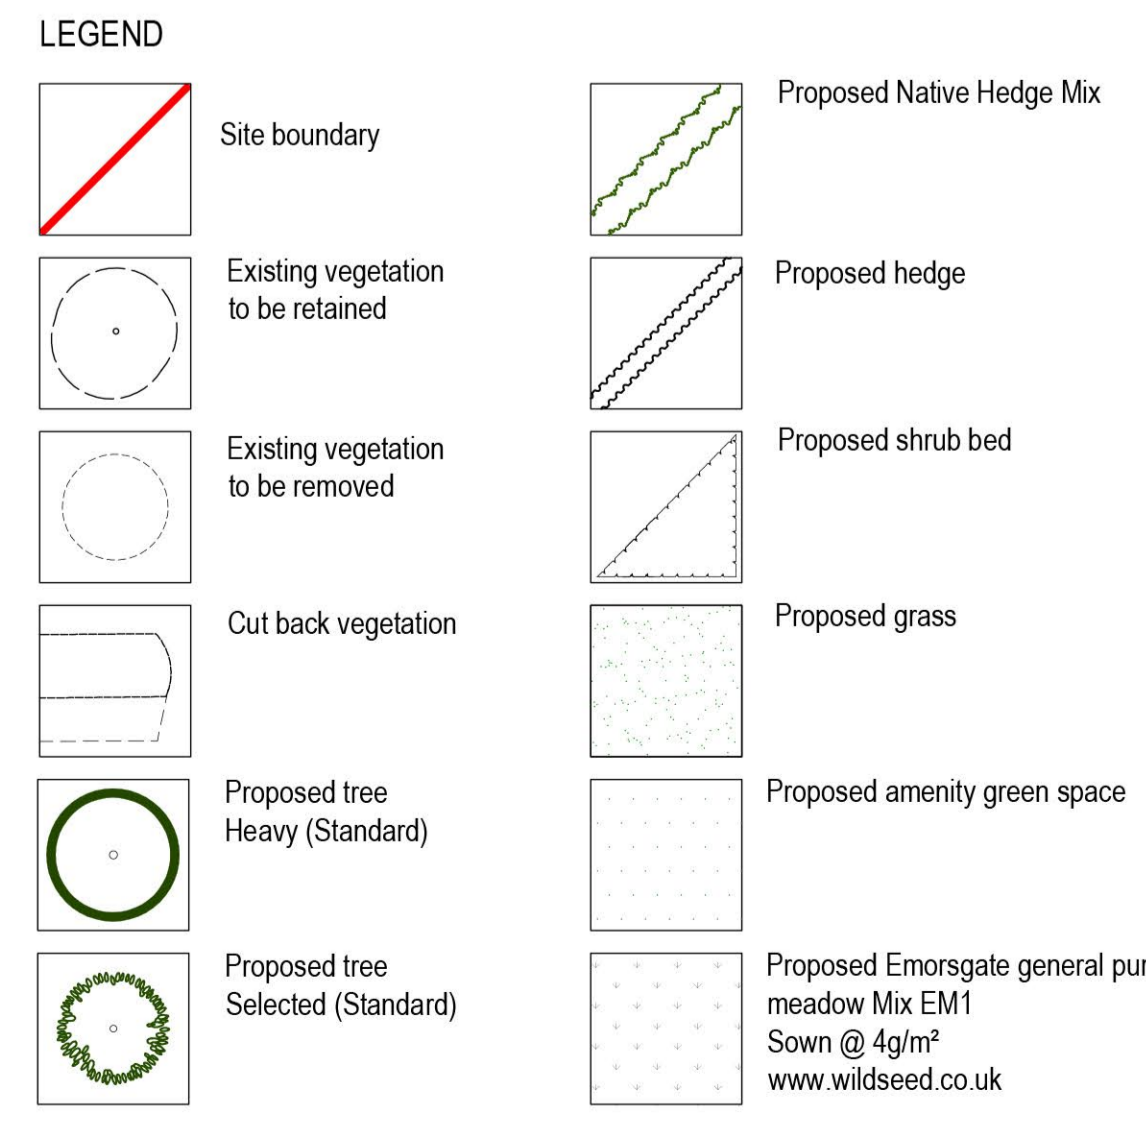 LEGEND
Site boundary
Existing vegetation
to be retained
Existing vegetation
to be removed
Cut back vegetation
Proposed tree
Heavy (Standard)
Proposed tree
Selected (Standard)
Proposed Native Hedge Mix
Proposed hedge
Proposed shrub bed
Proposed grass
Proposed amenity green space
Proposed Emorsgate general
meadow Mix EM1
Sown @ 4g/m²
www.wildseed.co.uk